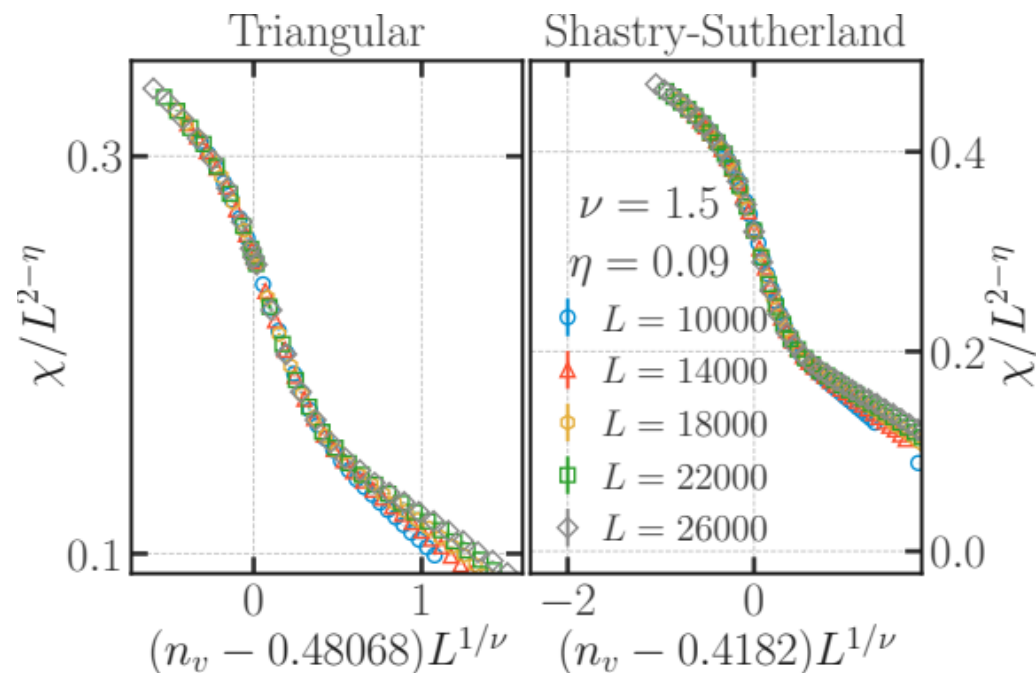 Triangular
Shastry-Sutherland
χ/L^{2−η}
0.3
0.1
0
1
(n_v − 0.48068)L^{1/ν}
ν = 1.5
η = 0.09
L = 10000
L = 14000
L = 18000
L = 22000
L = 26000
0.4
0.2
0.0
χ/L^{2−η}
−2
0
(n_v − 0.4182)L^{1/ν}